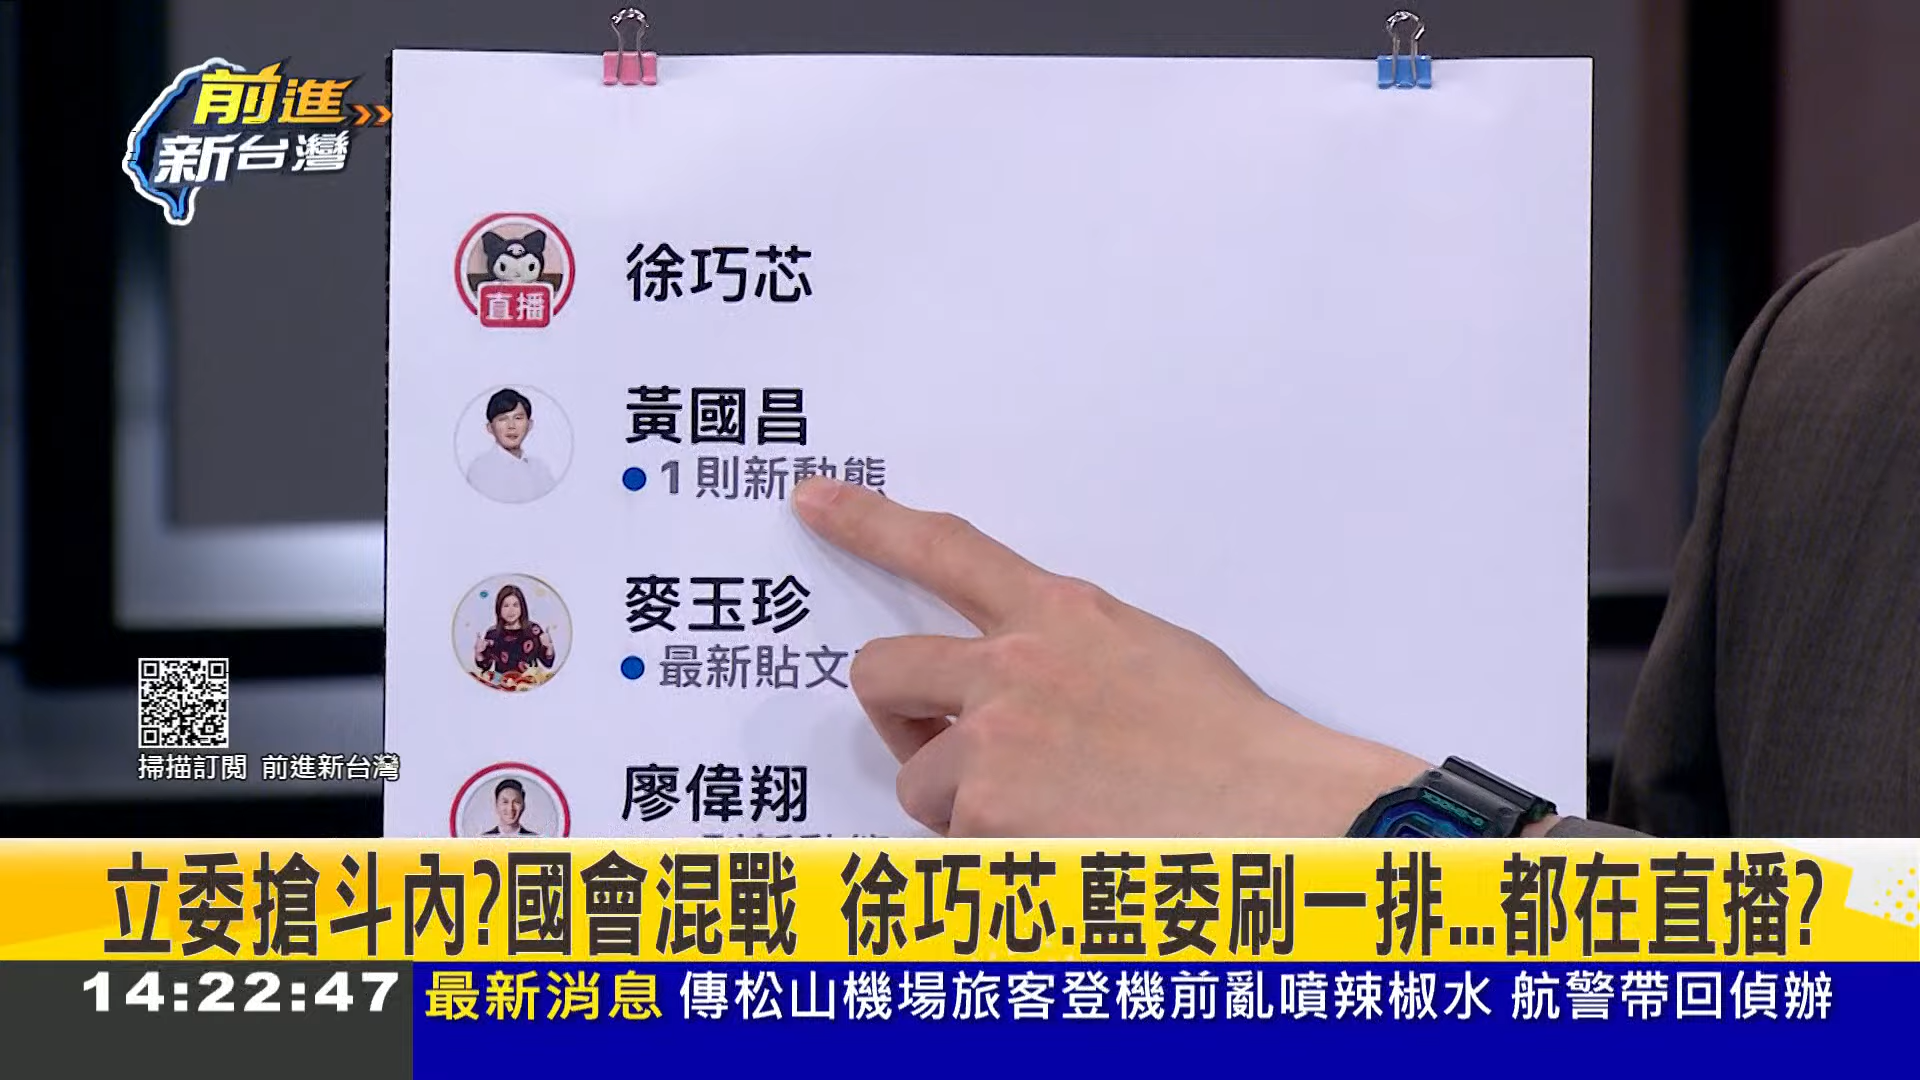 前進
新台灣
徐巧芯
直播
黃國昌
1則新動態
麥玉珍
最新貼文
廖偉翔
掃描訂閱 前進新台灣
立委搶斗內?國會混戰 徐巧芯.藍委刷一排...都在直播?
14:22:47
最新消息 傳松山機場旅客登機前亂噴辣椒水 航警帶回偵辦